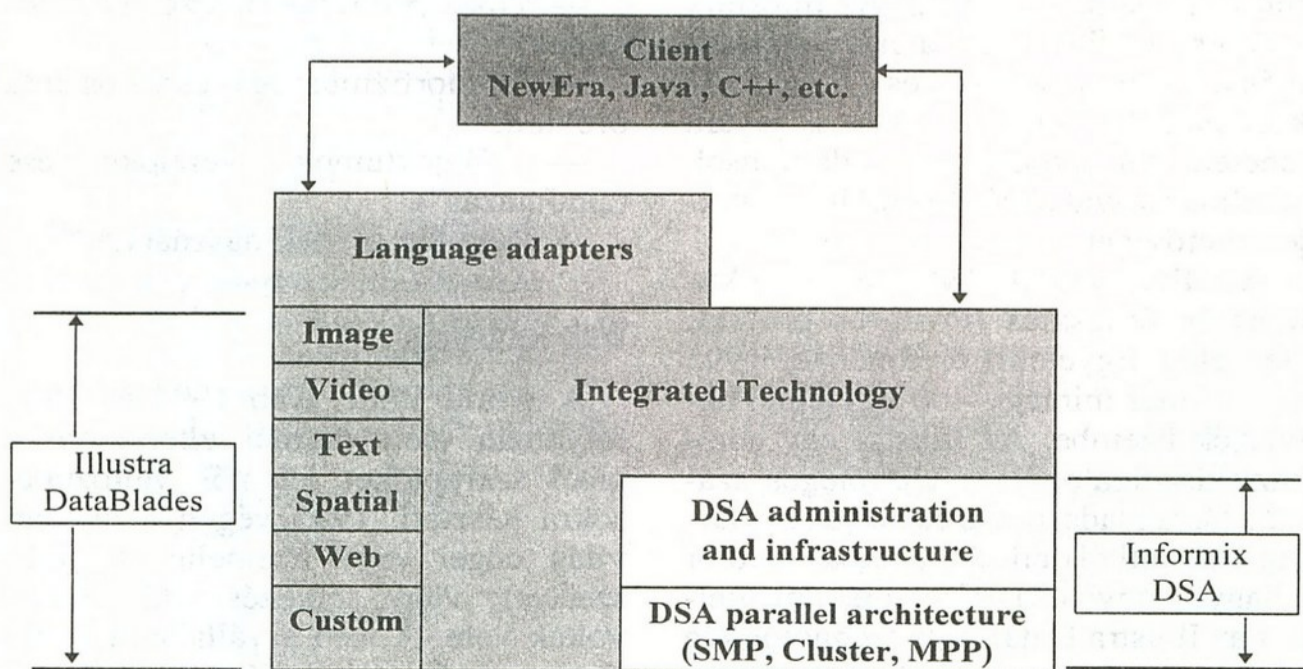 Client
NewEra, Java , C++, etc.
Language adapters
Image
Video
Text
Spatial
Web
Custom
Integrated Technology
Illustra
DataBlades
DSA administration
and infrastructure
DSA parallel architecture
(SMP, Cluster, MPP)
Informix
DSA